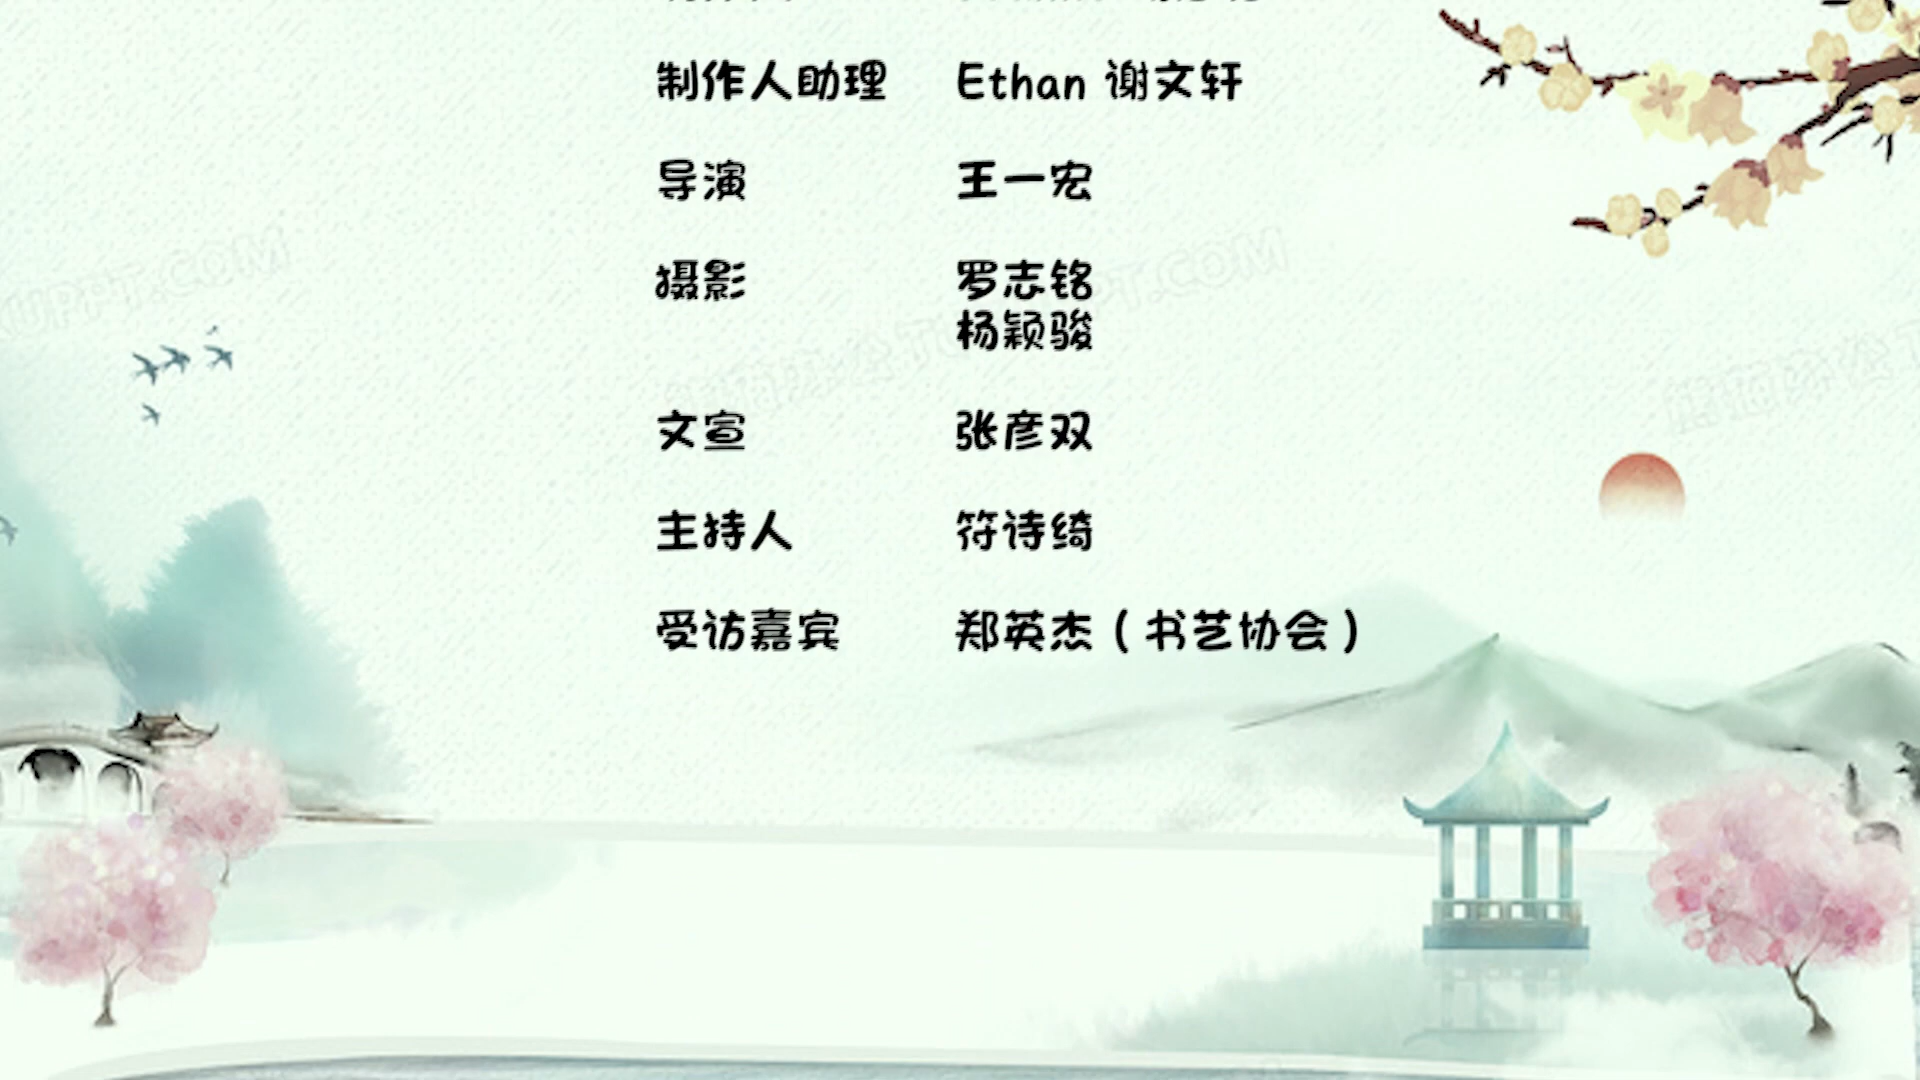 制作人助理 Ethan 谢文轩
导演 王一宏
摄影 罗志铭
杨颖骏
文宣 张彦双
主持人 符诗绮
受访嘉宾 郑英杰（书艺协会）